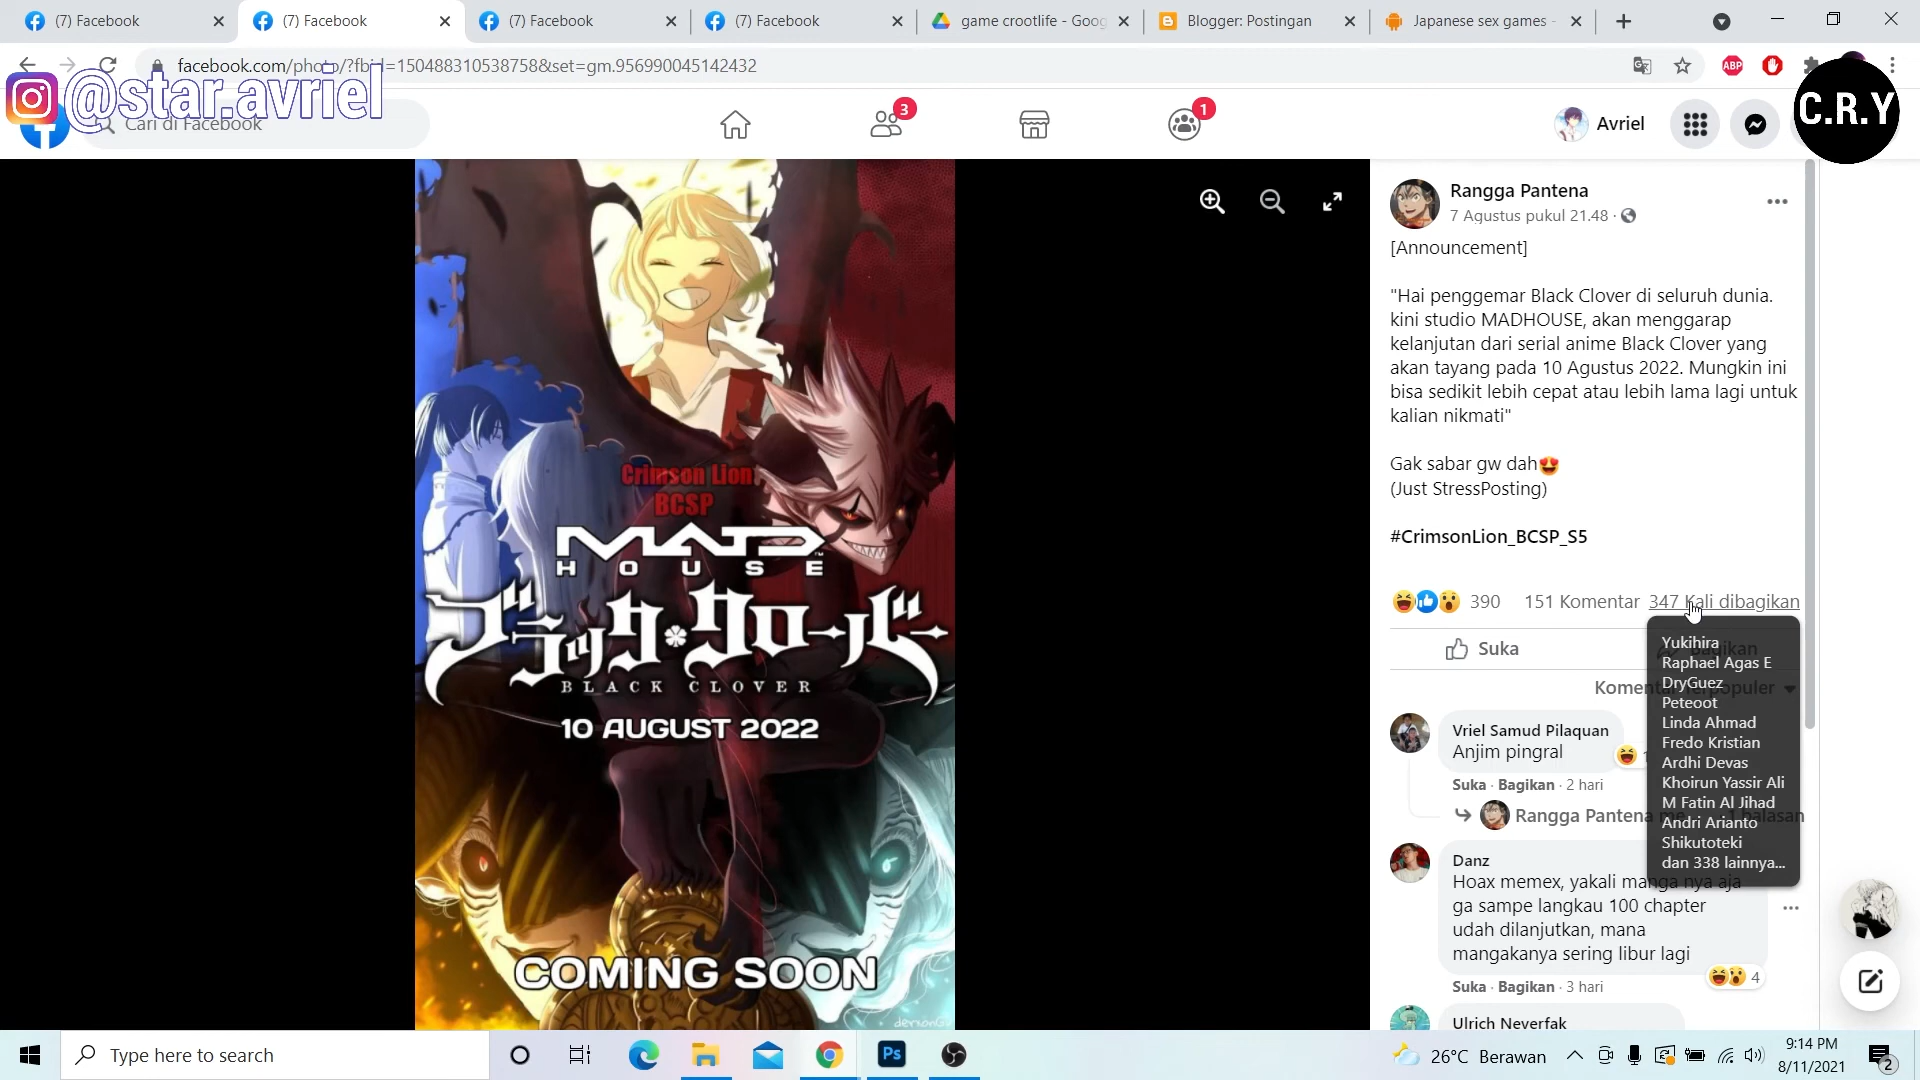 (7) Facebook
(7) Facebook
(7) Facebook
(7) Facebook
game crootlife - Goog
Blogger: Postingan
Japanese sex games -
facebook.com/photo/?fbid=150488310538758&set=gm.956990045142432
ABP
@star.avriel
Cari di Facebook
3
1
Avriel
C.R.Y
Crimson Lion
BCSP
MAD
HOUSE
ブラッククローバー
BLACK CLOVER
10 AUGUST 2022
COMING SOON
Rangga Pantena
7 Agustus pukul 21.48 ·
[Announcement]
"Hai penggemar Black Clover di seluruh dunia.
kini studio MADHOUSE, akan menggarap
kelanjutan dari serial anime Black Clover yang
akan tayang pada 10 Agustus 2022. Mungkin ini
bisa sedikit lebih cepat atau lebih lama lagi untuk
kalian nikmati"
Gak sabar gw dah😍
(Just StressPosting)
#CrimsonLion_BCSP_S5
390 151 Komentar 347 Kali dibagikan
Suka Bagikan
Komentar Terpopuler
Yukihira
Raphael Agas E
DryGuez
Peteoot
Linda Ahmad
Fredo Kristian
Ardhi Devas
Khoirun Yassir Ali
M Fatin Al Jihad
Andri Arianto
Shikutoteki
dan 338 lainnya...
Vriel Samud Pilaquan
Anjim pingral
Suka · Bagikan · 2 hari
Rangga Pantena me 1 balasan
Danz
Hoax memex, yakali manga nya aja
ga sampe langkau 100 chapter
udah dilanjutkan, mana
mangakanya sering libur lagi
4
Suka · Bagikan · 3 hari
Ulrich Neverfak
Type here to search
Ps
26°C Berawan
9:14 PM
8/11/2021
2